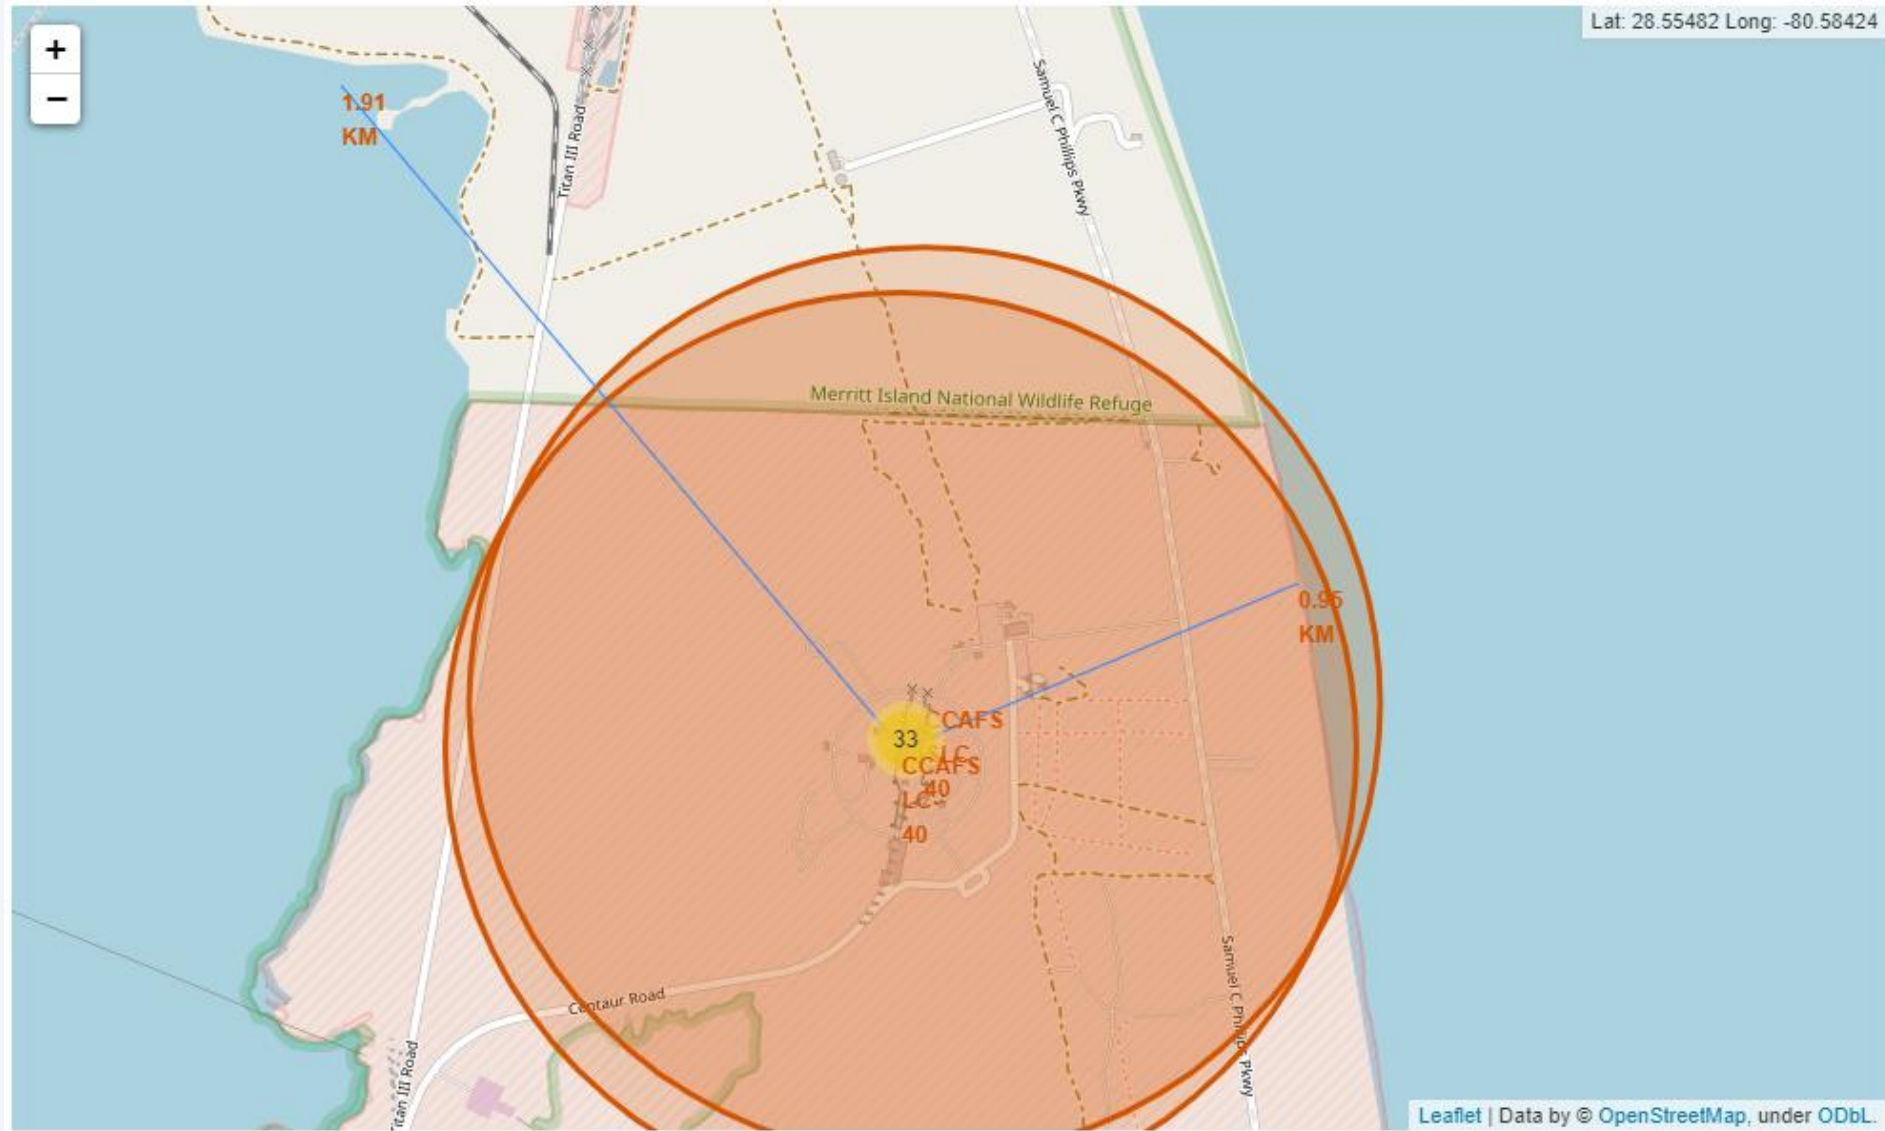 +
Lat: 28.55482 Long: -80.58424
−
1.91
KM
Titan III Road
Samuel C Phillips Pkwy
Merritt Island National Wildlife Refuge
0.95
KM
33
CCAFS
SLC
40
CCAFS
LC-
40
Centaur Road
Samuel C Phillips Pkwy
Titan III Road
Leaflet | Data by © OpenStreetMap, under ODbL.